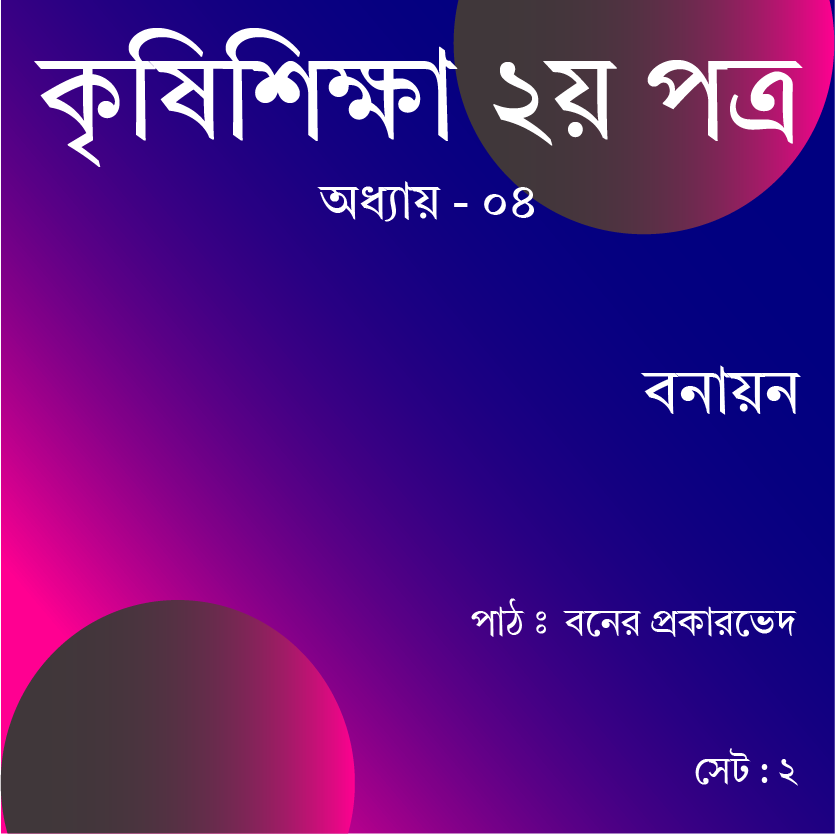 কৃষিশিক্ষা ২য় পত্র
অধ্যায় - ০৪
বনায়ন
পাঠ ঃ বনের প্রকারভেদ
সেট : ২